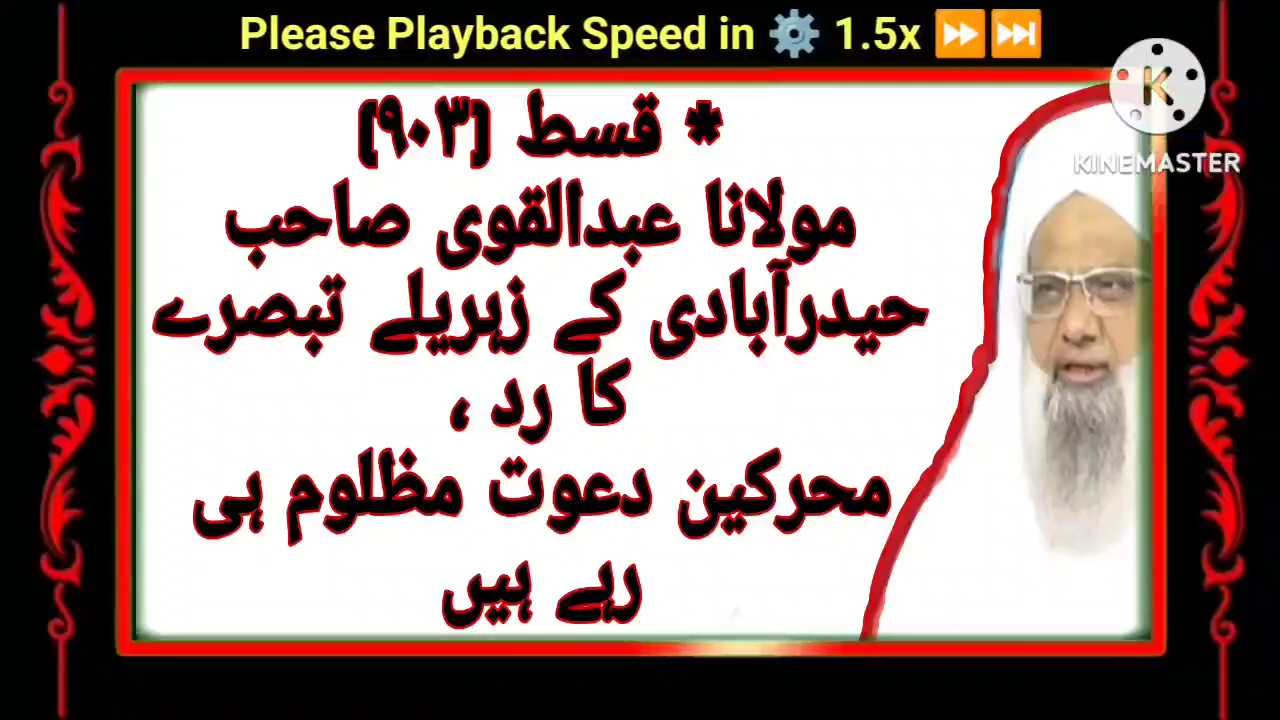 Please Playback Speed in ⚙️ 1.5x ⏩⏭️
KINEMASTER
* قسط (۹۰۳)
مولانا عبدالقوی صاحب
حیدرآبادی کے زہریلے تبصرے
کا رد ،
محرکین دعوت مظلوم ہی
رہے ہیں